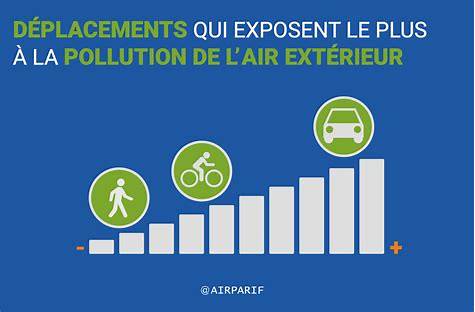 DÉPLACEMENTS QUI EXPOSENT LE PLUS
À LA POLLUTION DE L'AIR EXTÉRIEUR
- +
@AIRPARIF